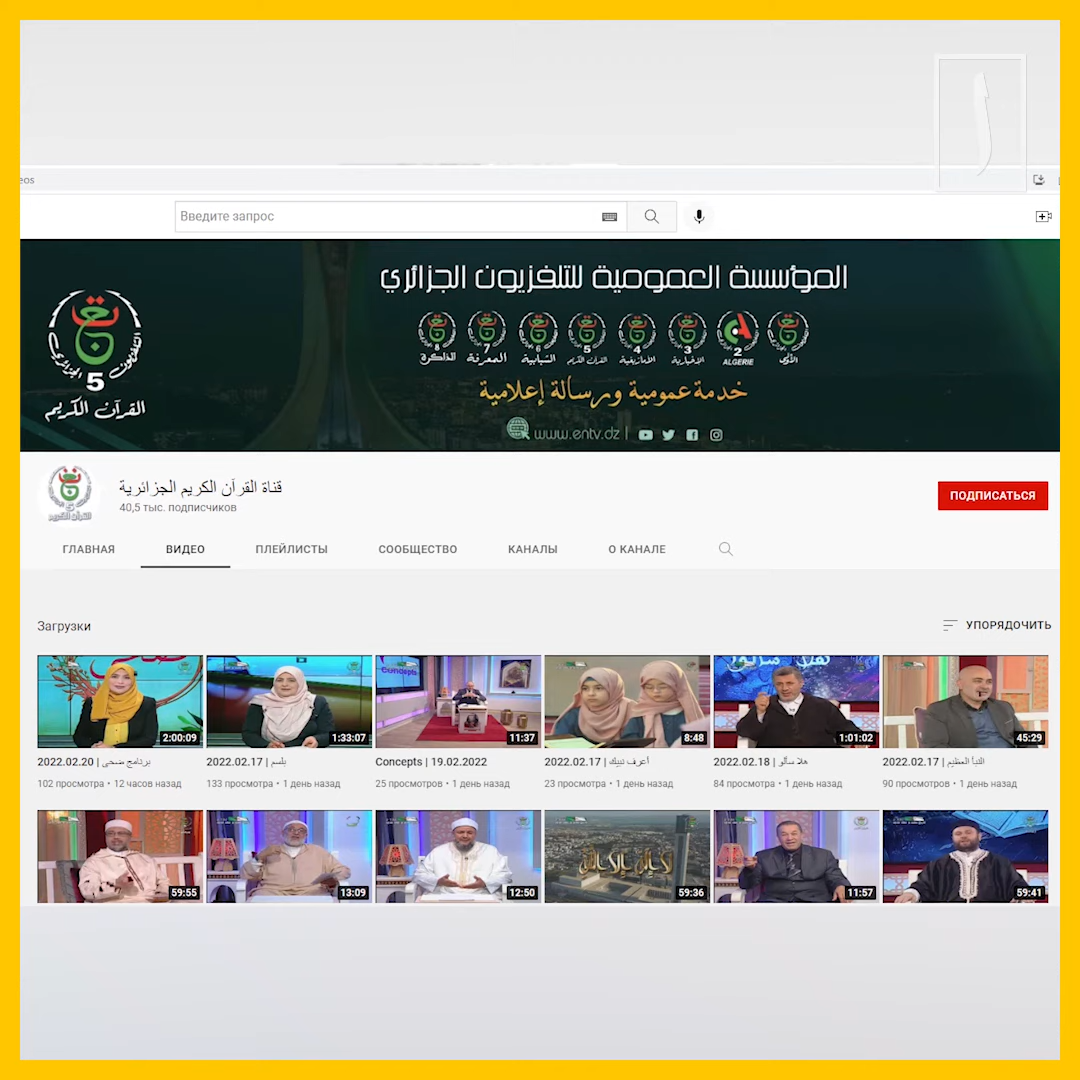 eos
Введите запрос
المؤسسة العمومية للتلفزيون الجزائري
التلفزيون الجزائري
5
القرآن الكريم
8 7 6 5 4 3 2
الذاكرة المعرفة الشبابية القرآن الكريم الأمازيغية الإخبارية ALGERIE الأولى
خدمة عمومية ورسالة إعلامية
www.entv.dz
قناة القرآن الكريم الجزائرية
40,5 тыс. подписчиков
ПОДПИСАТЬСЯ
ГЛАВНАЯ ВИДЕО ПЛЕЙЛИСТЫ СООБЩЕСТВО КАНАЛЫ О КАНАЛЕ
Загрузки
УПОРЯДОЧИТЬ
Concepts
2:00:09 1:33:07 11:37 8:48 1:01:02 45:29
برنامج ضحى | 2022.02.20
بلسم | 2022.02.17
Concepts | 19.02.2022
أعرف نبيك | 2022.02.17
هلا سألو | 2022.02.18
النبأ العظيم | 2022.02.17
102 просмотра • 12 часов назад
133 просмотра • 1 день назад
25 просмотров • 1 день назад
23 просмотра • 1 день назад
84 просмотра • 1 день назад
90 просмотров • 1 день назад
59:55 13:09 12:50 59:36 11:57 59:41